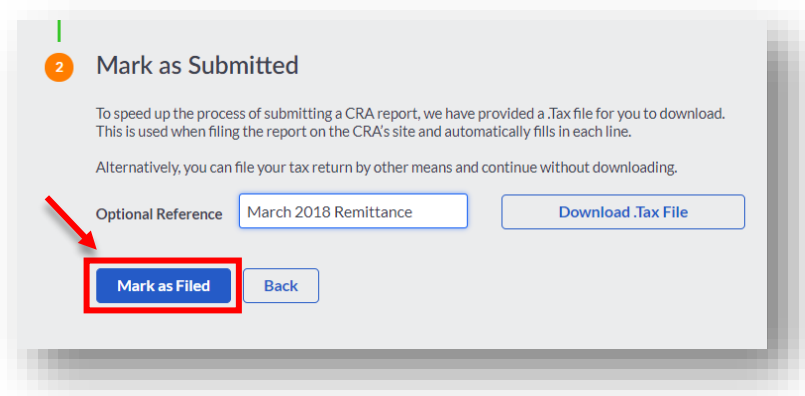 2
Mark as Submitted
To speed up the process of submitting a CRA report, we have provided a .Tax file for you to download.
This is used when filing the report on the CRA's site and automatically fills in each line.
Alternatively, you can file your tax return by other means and continue without downloading.
Optional Reference March 2018 Remittance Download .Tax File
Mark as Filed Back